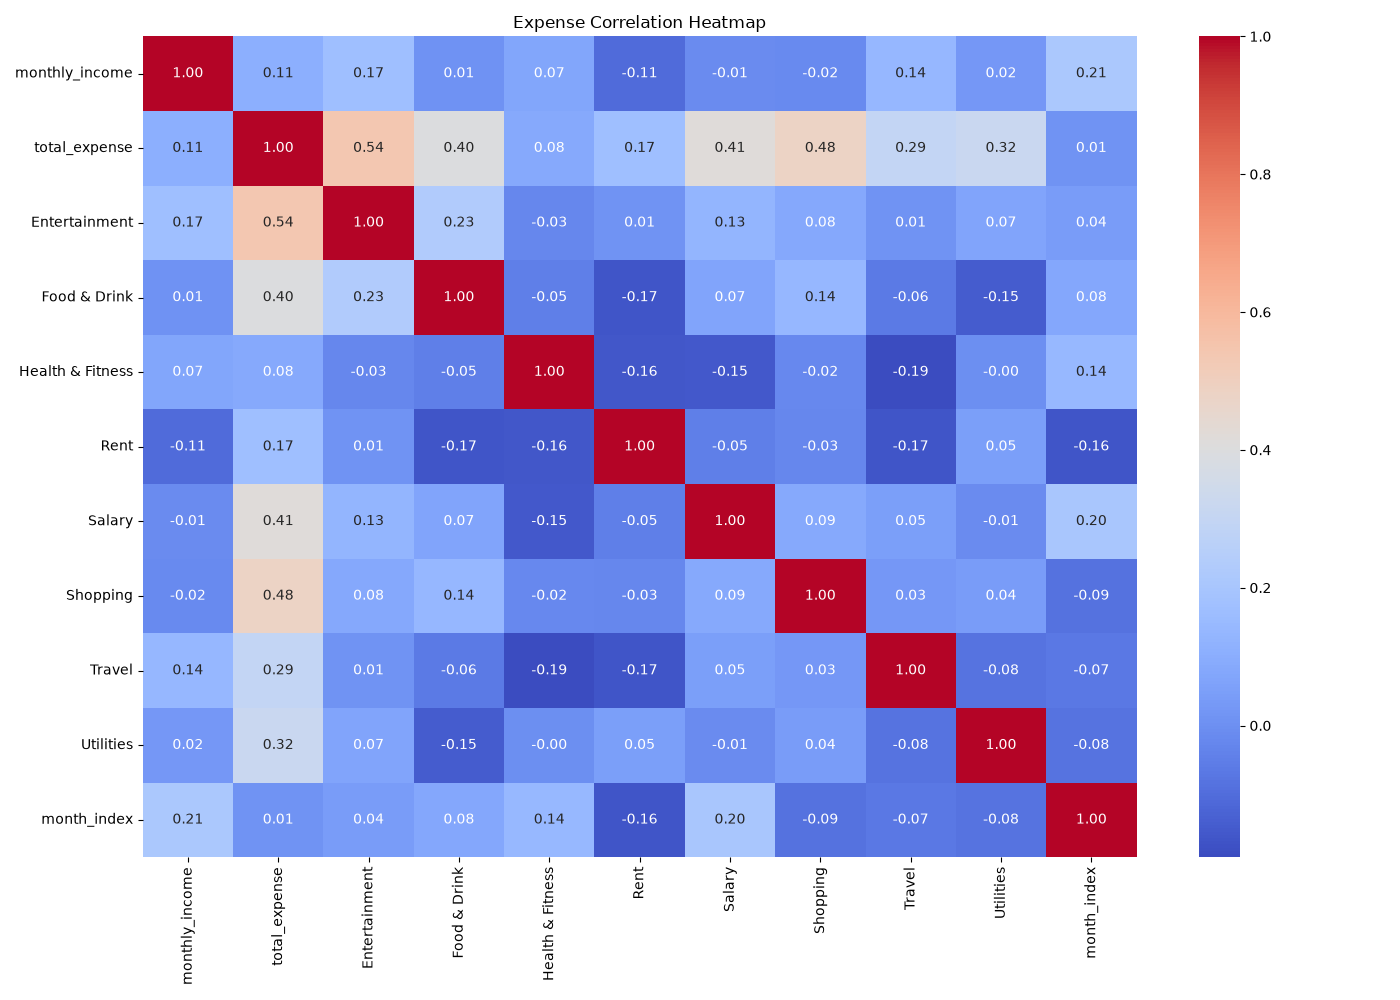 Expense Correlation Heatmap
monthly_income 1.00 0.11 0.17 0.01 0.07 -0.11 -0.01 -0.02 0.14 0.02 0.21
total_expense 0.11 1.00 0.54 0.40 0.08 0.17 0.41 0.48 0.29 0.32 0.01
Entertainment 0.17 0.54 1.00 0.23 -0.03 0.01 0.13 0.08 0.01 0.07 0.04
Food & Drink 0.01 0.40 0.23 1.00 -0.05 -0.17 0.07 0.14 -0.06 -0.15 0.08
Health & Fitness 0.07 0.08 -0.03 -0.05 1.00 -0.16 -0.15 -0.02 -0.19 -0.00 0.14
Rent -0.11 0.17 0.01 -0.17 -0.16 1.00 -0.05 -0.03 -0.17 0.05 -0.16
Salary -0.01 0.41 0.13 0.07 -0.15 -0.05 1.00 0.09 0.05 -0.01 0.20
Shopping -0.02 0.48 0.08 0.14 -0.02 -0.03 0.09 1.00 0.03 0.04 -0.09
Travel 0.14 0.29 0.01 -0.06 -0.19 -0.17 0.05 0.03 1.00 -0.08 -0.07
Utilities 0.02 0.32 0.07 -0.15 -0.00 0.05 -0.01 0.04 -0.08 1.00 -0.08
month_index 0.21 0.01 0.04 0.08 0.14 -0.16 0.20 -0.09 -0.07 -0.08 1.00
monthly_income
total_expense
Entertainment
Food & Drink
Health & Fitness
Rent
Salary
Shopping
Travel
Utilities
month_index
1.0
0.8
0.6
0.4
0.2
0.0